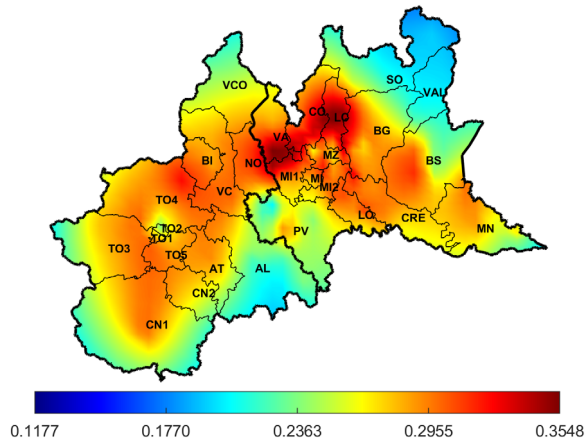 SO
VCO
VAL
CO
LC
BG
VA
MZ
BS
BI
NO
MI1
MI
MI2
VC
TO4
LO
CRE
PV
MN
TO2
TO1
TO3
TO5
AT
AL
CN2
CN1
0.1177 0.1770 0.2363 0.2955 0.3548